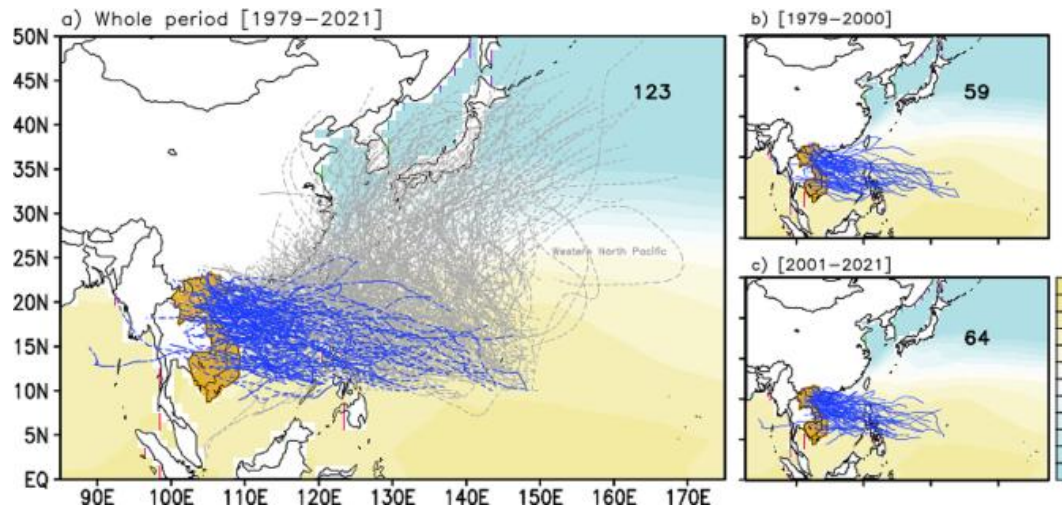 a) Whole period [1979–2021]
50N
45N
40N
35N
30N
25N
20N
15N
10N
5N
EQ
123
Western North Pacific
90E 100E 110E 120E 130E 140E 150E 160E 170E
b) [1979–2000]
59
c) [2001–2021]
64